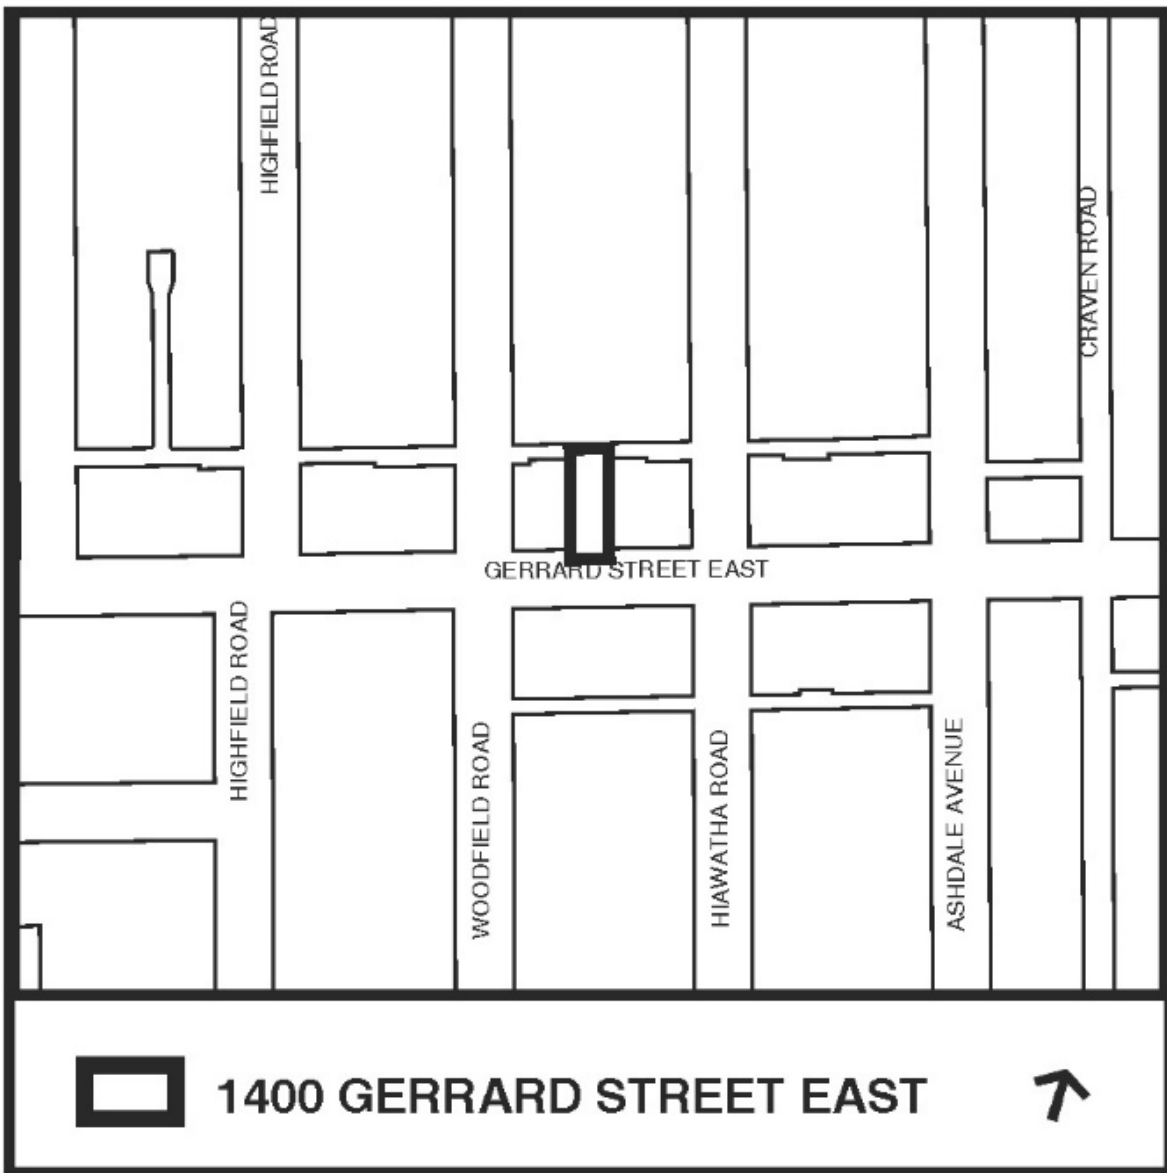 HIGHFIELD ROAD
CRAVEN ROAD
GERRARD STREET EAST
HIGHFIELD ROAD
WOODFIELD ROAD
HIAWATHA ROAD
ASHDALE AVENUE
1400 GERRARD STREET EAST